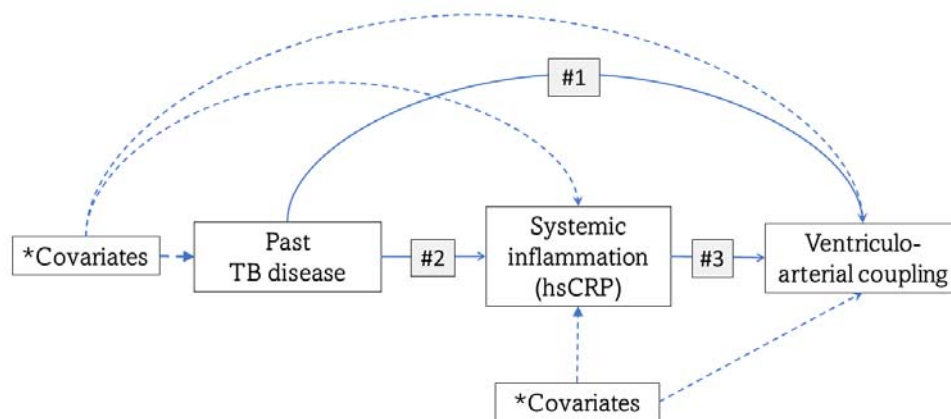 #1
*Covariates
Past
TB disease
#2
Systemic
inflammation
(hsCRP)
#3
Ventriculo-
arterial coupling
*Covariates